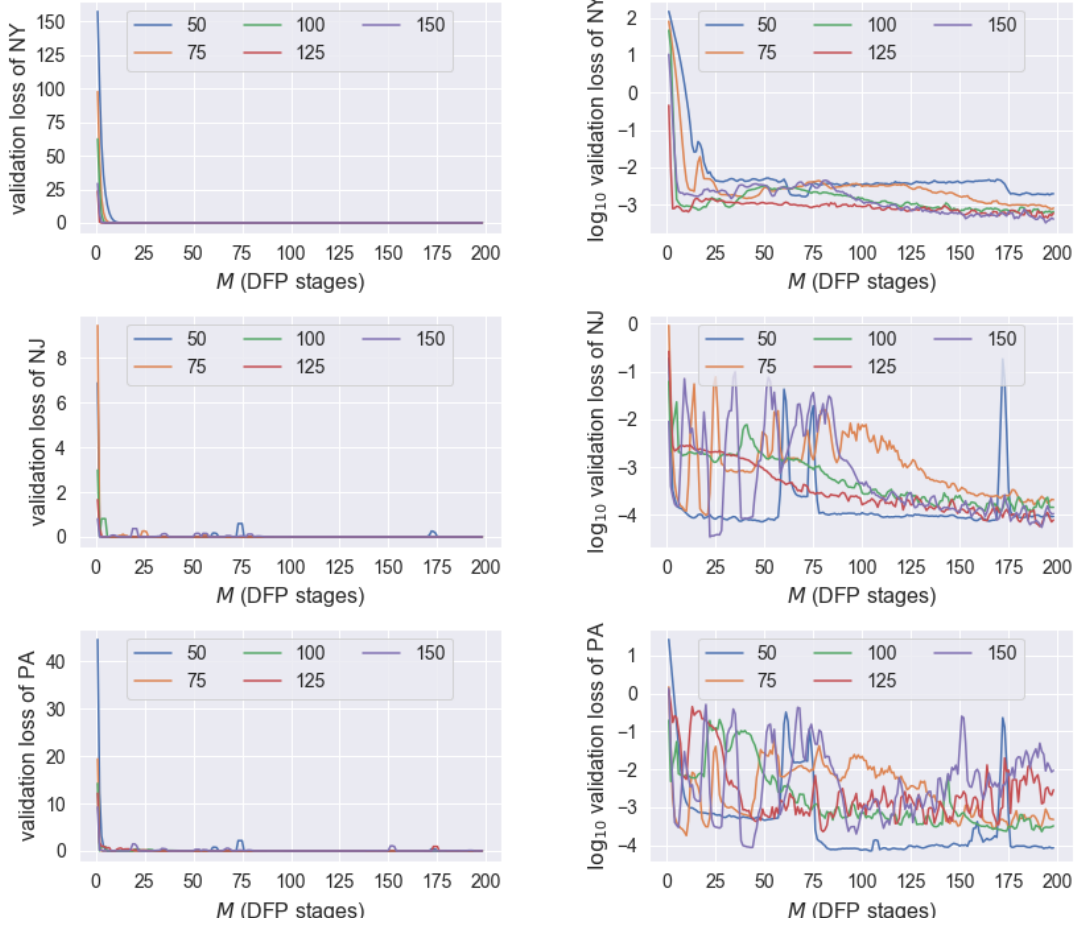 validation loss of NY
150
125
100
75
50
25
0
50 100 150
75 125
0 25 50 75 100 125 150 175 200
M (DFP stages)
log₁₀ validation loss of NY
2
1
0
−1
−2
−3
50 100 150
75 125
0 25 50 75 100 125 150 175 200
M (DFP stages)
validation loss of NJ
8
6
4
2
0
50 100 150
75 125
0 25 50 75 100 125 150 175 200
M (DFP stages)
log₁₀ validation loss of NJ
0
−1
−2
−3
−4
50 100 150
75 125
0 25 50 75 100 125 150 175 200
M (DFP stages)
validation loss of PA
40
30
20
10
0
50 100 150
75 125
0 25 50 75 100 125 150 175 200
M (DFP stages)
log₁₀ validation loss of PA
1
0
−1
−2
−3
−4
50 100 150
75 125
0 25 50 75 100 125 150 175 200
M (DFP stages)